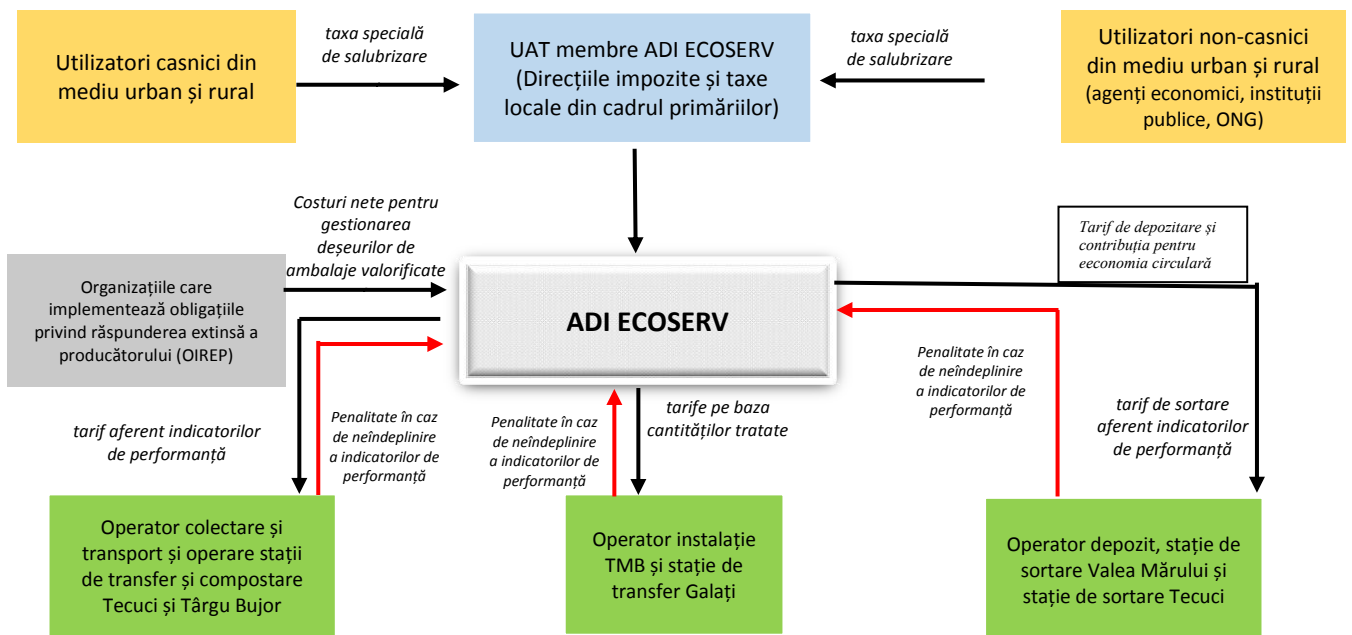 Utilizatori casnici din
mediu urban și rural
taxa specială
de salubrizare
UAT membre ADI ECOSERV
(Direcțiile impozite și taxe
locale din cadrul primăriilor)
taxa specială
de salubrizare
Utilizatori non-casnici
din mediu urban și rural
(agenți economici, instituții
publice, ONG)
Costuri nete pentru
gestionarea
deșeurilor de
ambalaje valorificate
Tarif de depozitare și
contribuția pentru
eeconomia circulară
Organizațiile care
implementează obligațiile
privind răspunderea extinsă a
producătorului (OIREP)
ADI ECOSERV
tarif aferent indicatorilor
de performanță
Penalitate în caz
de neîndeplinire
a indicatorilor de
performanță
Penalitate în caz
de neîndeplinire
a indicatorilor de
performanță
tarife pe baza
cantităților tratate
Penalitate în caz
de neîndeplinire
a indicatorilor de
performanță
tarif de sortare
aferent indicatorilor
de performanță
Operator colectare și
transport și operare stații
de transfer și compostare
Tecuci și Târgu Bujor
Operator instalație
TMB și stație de
transfer Galați
Operator depozit, stație de
sortare Valea Mărului și
stație de sortare Tecuci